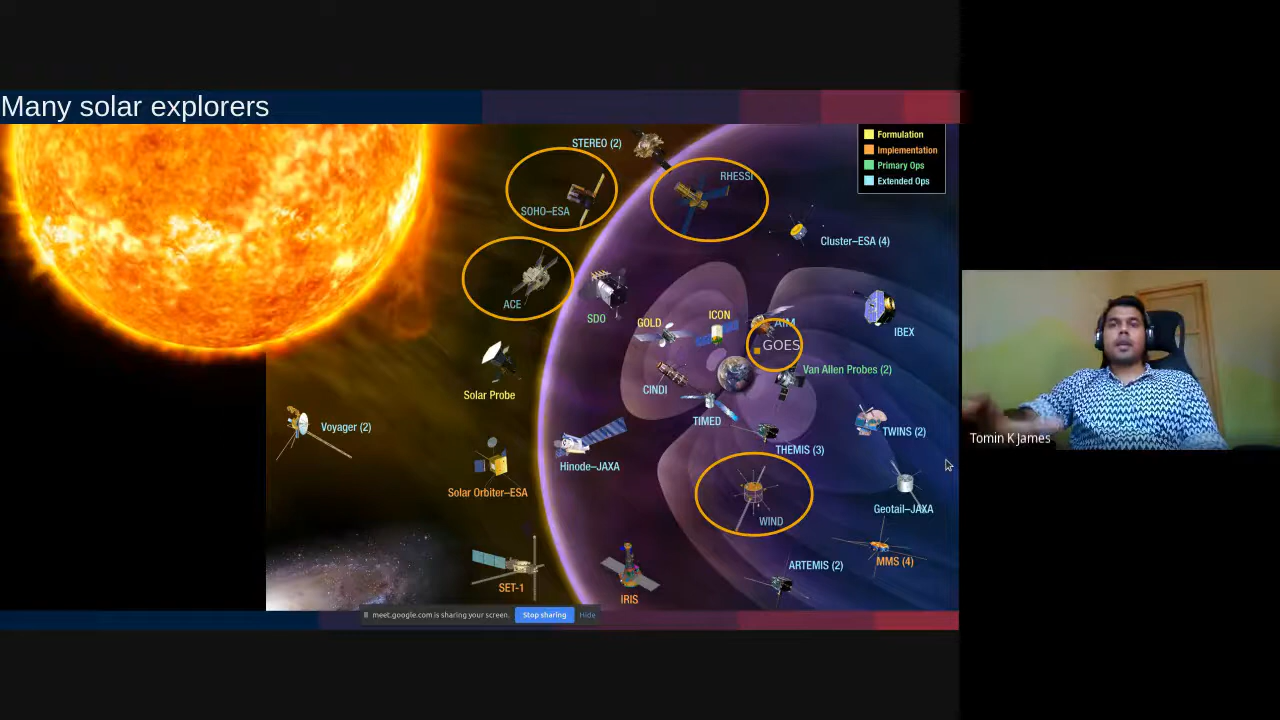 Many solar explorers
STEREO (2)
Formulation
Implementation
Primary Ops
Extended Ops
RHESSI
SOHO–ESA
Cluster–ESA (4)
ACE
SDO
GOLD
ICON
AIM
GOES
IBEX
Van Allen Probes (2)
Solar Probe
CINDI
TIMED
Voyager (2)
TWINS (2)
THEMIS (3)
Hinode–JAXA
Tomin K James
Solar Orbiter–ESA
Geotail–JAXA
WIND
MMS (4)
ARTEMIS (2)
SET-1
IRIS
meet.google.com is sharing your screen.
Stop sharing
Hide